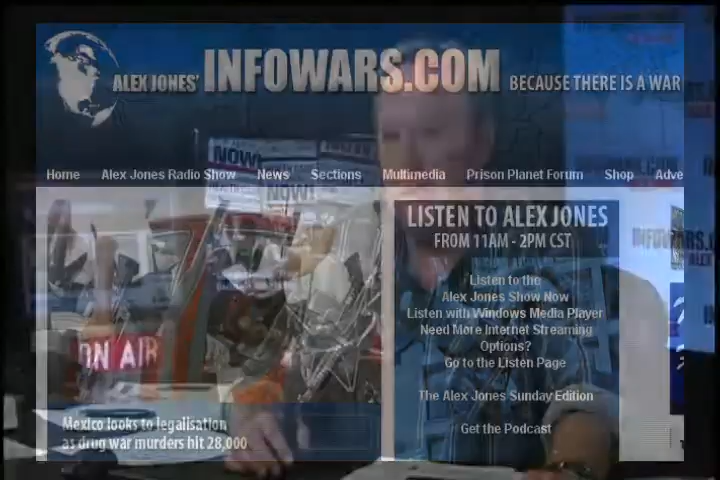 ALEX JONES' INFOWARS.COM BECAUSE THERE IS A WAR
Home Alex Jones Radio Show News Sections Multimedia Prison Planet Forum Shop Adve
NOW!
NOW!
LISTEN TO ALEX JONES
FROM 11AM - 2PM CST
Listen to the
Alex Jones Show Now
Listen with Windows Media Player
Need More Internet Streaming
Options?
Go to the Listen Page
The Alex Jones Sunday Edition
Get the Podcast
ON AIR
Mexico looks to legalisation
as drug war murders hit 28,000